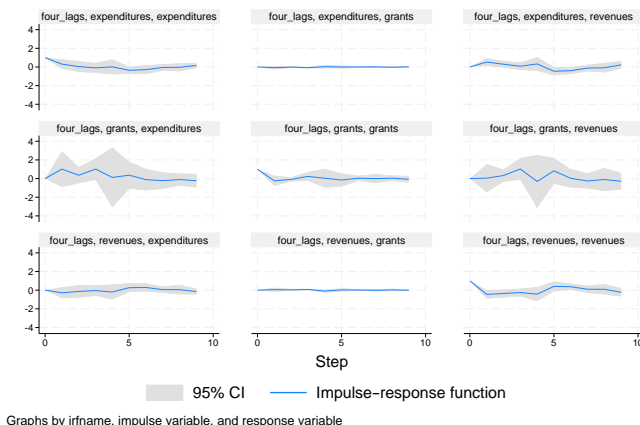 four_lags, expenditures, expenditures
four_lags, expenditures, grants
four_lags, expenditures, revenues
4
2
0
-2
-4
four_lags, grants, expenditures
four_lags, grants, grants
four_lags, grants, revenues
4
2
0
-2
-4
four_lags, revenues, expenditures
four_lags, revenues, grants
four_lags, revenues, revenues
4
2
0
-2
-4
0 5 10 0 5 10 0 5 10
Step
95% CI Impulse−response function
Graphs by irfname, impulse variable, and response variable